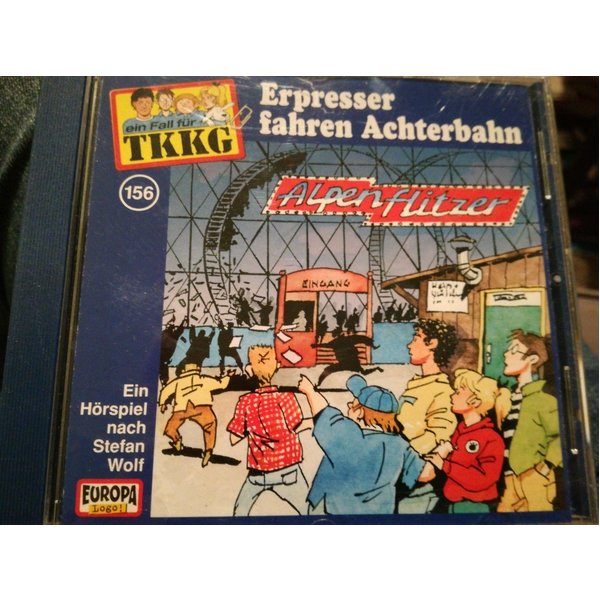 ein Fall für
TKKG
Erpresser
fahren Achterbahn
156
Alpenflitzer
EINGANG
Ein
Hörspiel
nach
Stefan
Wolf
EUROPA
Logo!